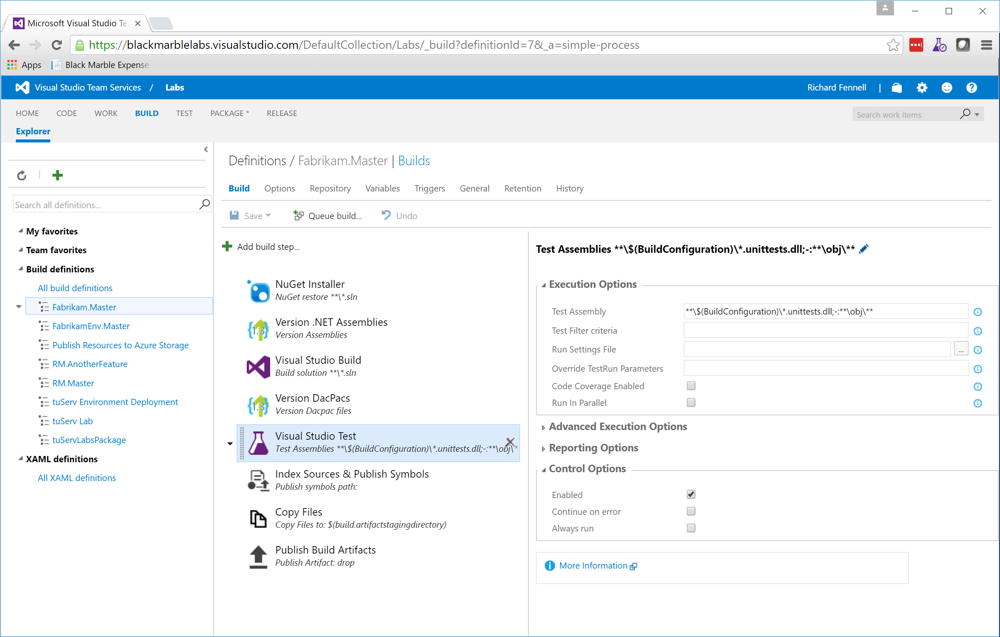 Microsoft Visual Studio Te
https://blackmarblelabs.visualstudio.com/DefaultCollection/Labs/_build?definitionId=7&_a=simple-process
Apps Black Marble Expense
Visual Studio Team Services / Labs
Richard Fennell |
HOME CODE WORK BUILD TEST PACKAGE * RELEASE
Search work items
Explorer
Definitions / Fabrikam.Master | Builds
Build Options Repository Variables Triggers General Retention History
Save Queue build... Undo
Search all definitions...
My favorites
Team favorites
Build definitions
All build definitions
Fabrikam.Master
FabrikamEnv.Master
Publish Resources to Azure Storage
RM.AnotherFeature
RM.Master
tuServ Environment Deployment
tuServ Lab
tuServLabsPackage
XAML definitions
All XAML definitions
Add build step...
NuGet Installer
NuGet restore **\*.sln
1.3
Version .NET Assemblies
Version Assemblies
Visual Studio Build
Build solution **\*.sln
1.3
Version DacPacs
Version Dacpac files
Visual Studio Test
Test Assemblies **\$(BuildConfiguration)\*.unittests.dll;-:**\obj\*
Index Sources & Publish Symbols
Publish symbols path:
Copy Files
Copy Files to: $(build.artifactstagingdirectory)
Publish Build Artifacts
Publish Artifact: drop
Test Assemblies **\$(BuildConfiguration)\*.unittests.dll;-:**\obj\**
Execution Options
Test Assembly **\$(BuildConfiguration)\*.unittests.dll;-:**\obj\**
Test Filter criteria
Run Settings File ...
Override TestRun Parameters
Code Coverage Enabled
Run In Parallel
Advanced Execution Options
Reporting Options
Control Options
Enabled
Continue on error
Always run
More Information